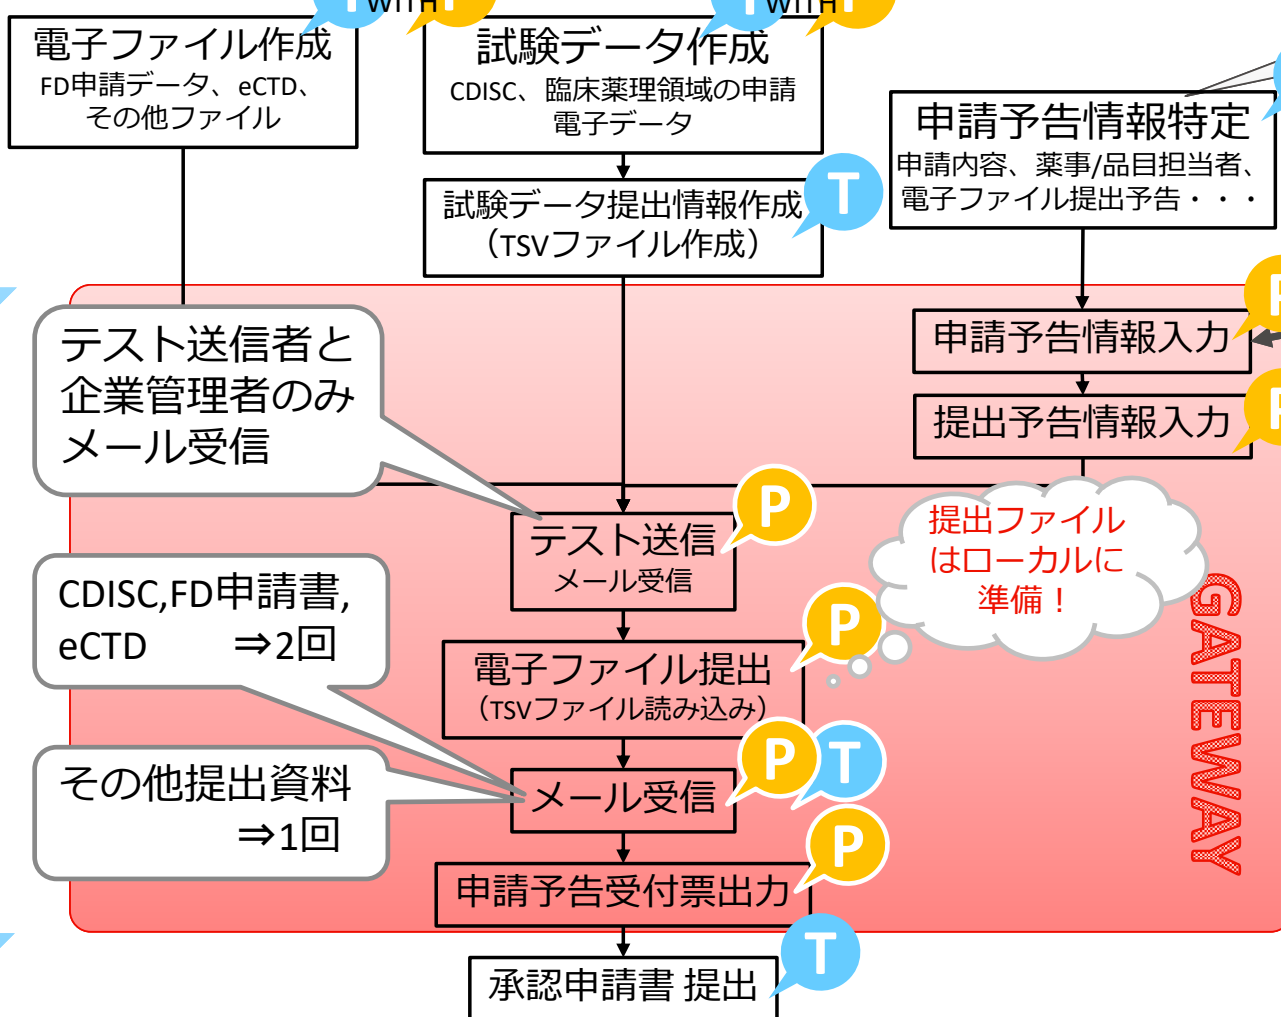 T WITH P
T WITH P
電子ファイル作成
FD申請データ、eCTD、
その他ファイル
試験データ作成
CDISC、臨床薬理領域の申請
電子データ
申請予告情報特定
申請内容、薬事/品目担当者、
電子ファイル提出予告・・・
試験データ提出情報作成
（TSVファイル作成）
T
申請予告情報入力
P
提出予告情報入力
P
テスト送信者と
企業管理者のみ
メール受信
テスト送信
メール受信
P
提出ファイル
はローカルに
準備！
GATEWAY
CDISC,FD申請書,
eCTD ⇒2回
電子ファイル提出
（TSVファイル読み込み）
P
その他提出資料
⇒1回
メール受信
P
T
申請予告受付票出力
P
承認申請書 提出
T